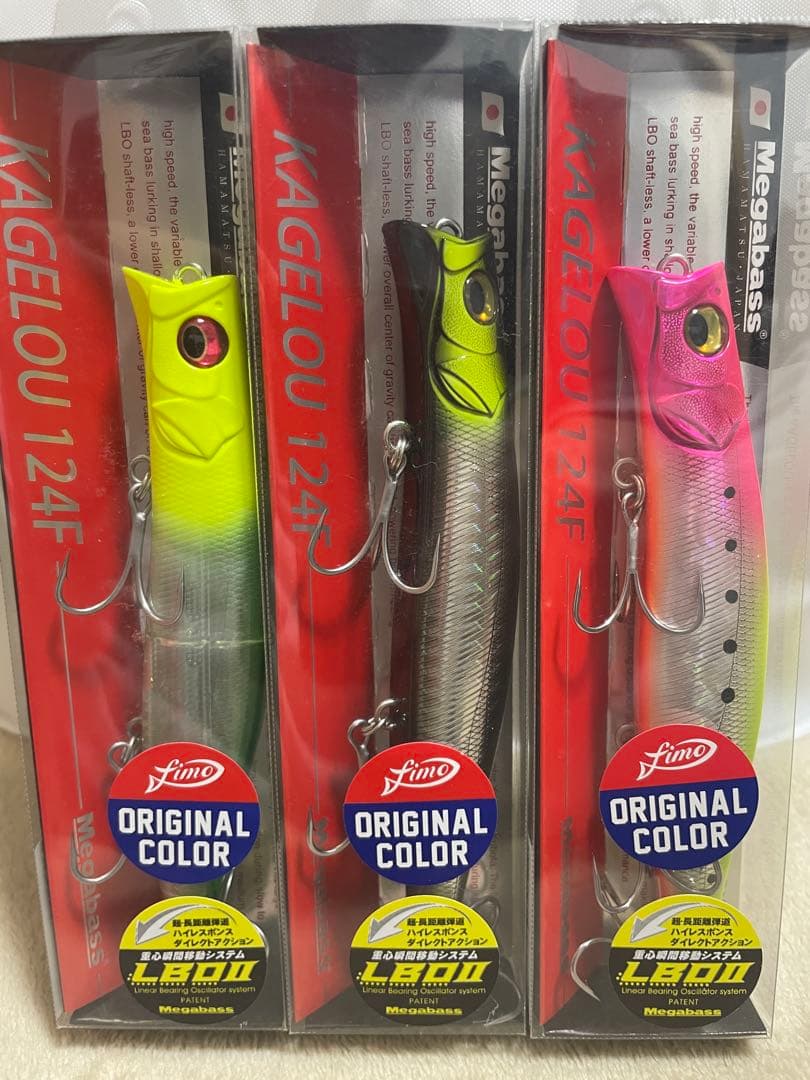 KAGELOU 124F
Megabass
ORIGINAL
COLOR
fimo
超・長距離弾道
ハイレスポンス
ダイレクトアクション
重心瞬間移動システム
LBOII
Linear Bearing Oscillator system
PATENT
Megabass
high speed, the variable
sea bass lurking in shallo
LBO shaft-less, a lower overall center of gravity
Megabass
HAMAMATSU·JAPAN
KAGELOU 124F
fimo
ORIGINAL
COLOR
超・長距離弾道
ハイレスポンス
ダイレクトアクション
重心瞬間移動システム
LBOII
Linear Bearing Oscillator system
PATENT
Megabass
high speed, the variable
sea bass lurking
LBO shaft-less, a lower
Megabass®
HAMAMATSU·JAPAN
KAGELOU 124F
fimo
ORIGINAL
COLOR
超・長距離弾道
ハイレスポンス
ダイレクトアクション
重心瞬間移動システム
LBOII
Linear Bearing Oscillator system
PATENT
Megabass